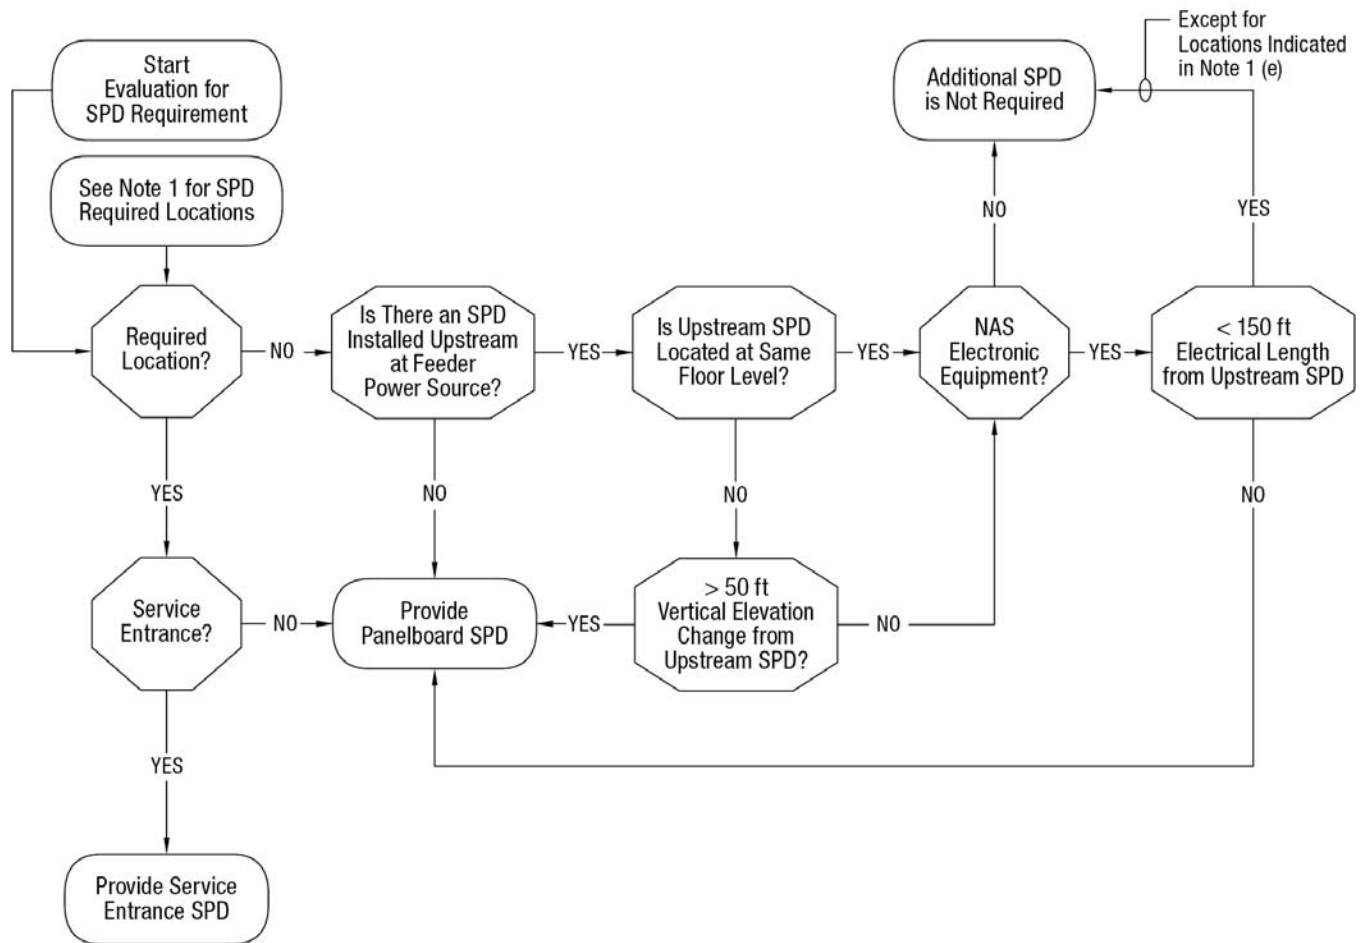 Start
Evaluation for
SPD Requirement
See Note 1 for SPD
Required Locations
Except for
Locations Indicated
in Note 1 (e)
Additional SPD
is Not Required
NO
YES
Required
Location?
NO
Is There an SPD
Installed Upstream
at Feeder
Power Source?
YES
Is Upstream SPD
Located at Same
Floor Level?
YES
NAS
Electronic
Equipment?
YES
< 150 ft
Electrical Length
from Upstream SPD
YES
NO
NO
NO
Service
Entrance?
NO
Provide
Panelboard SPD
YES
> 50 ft
Vertical Elevation
Change from
Upstream SPD?
NO
YES
Provide Service
Entrance SPD